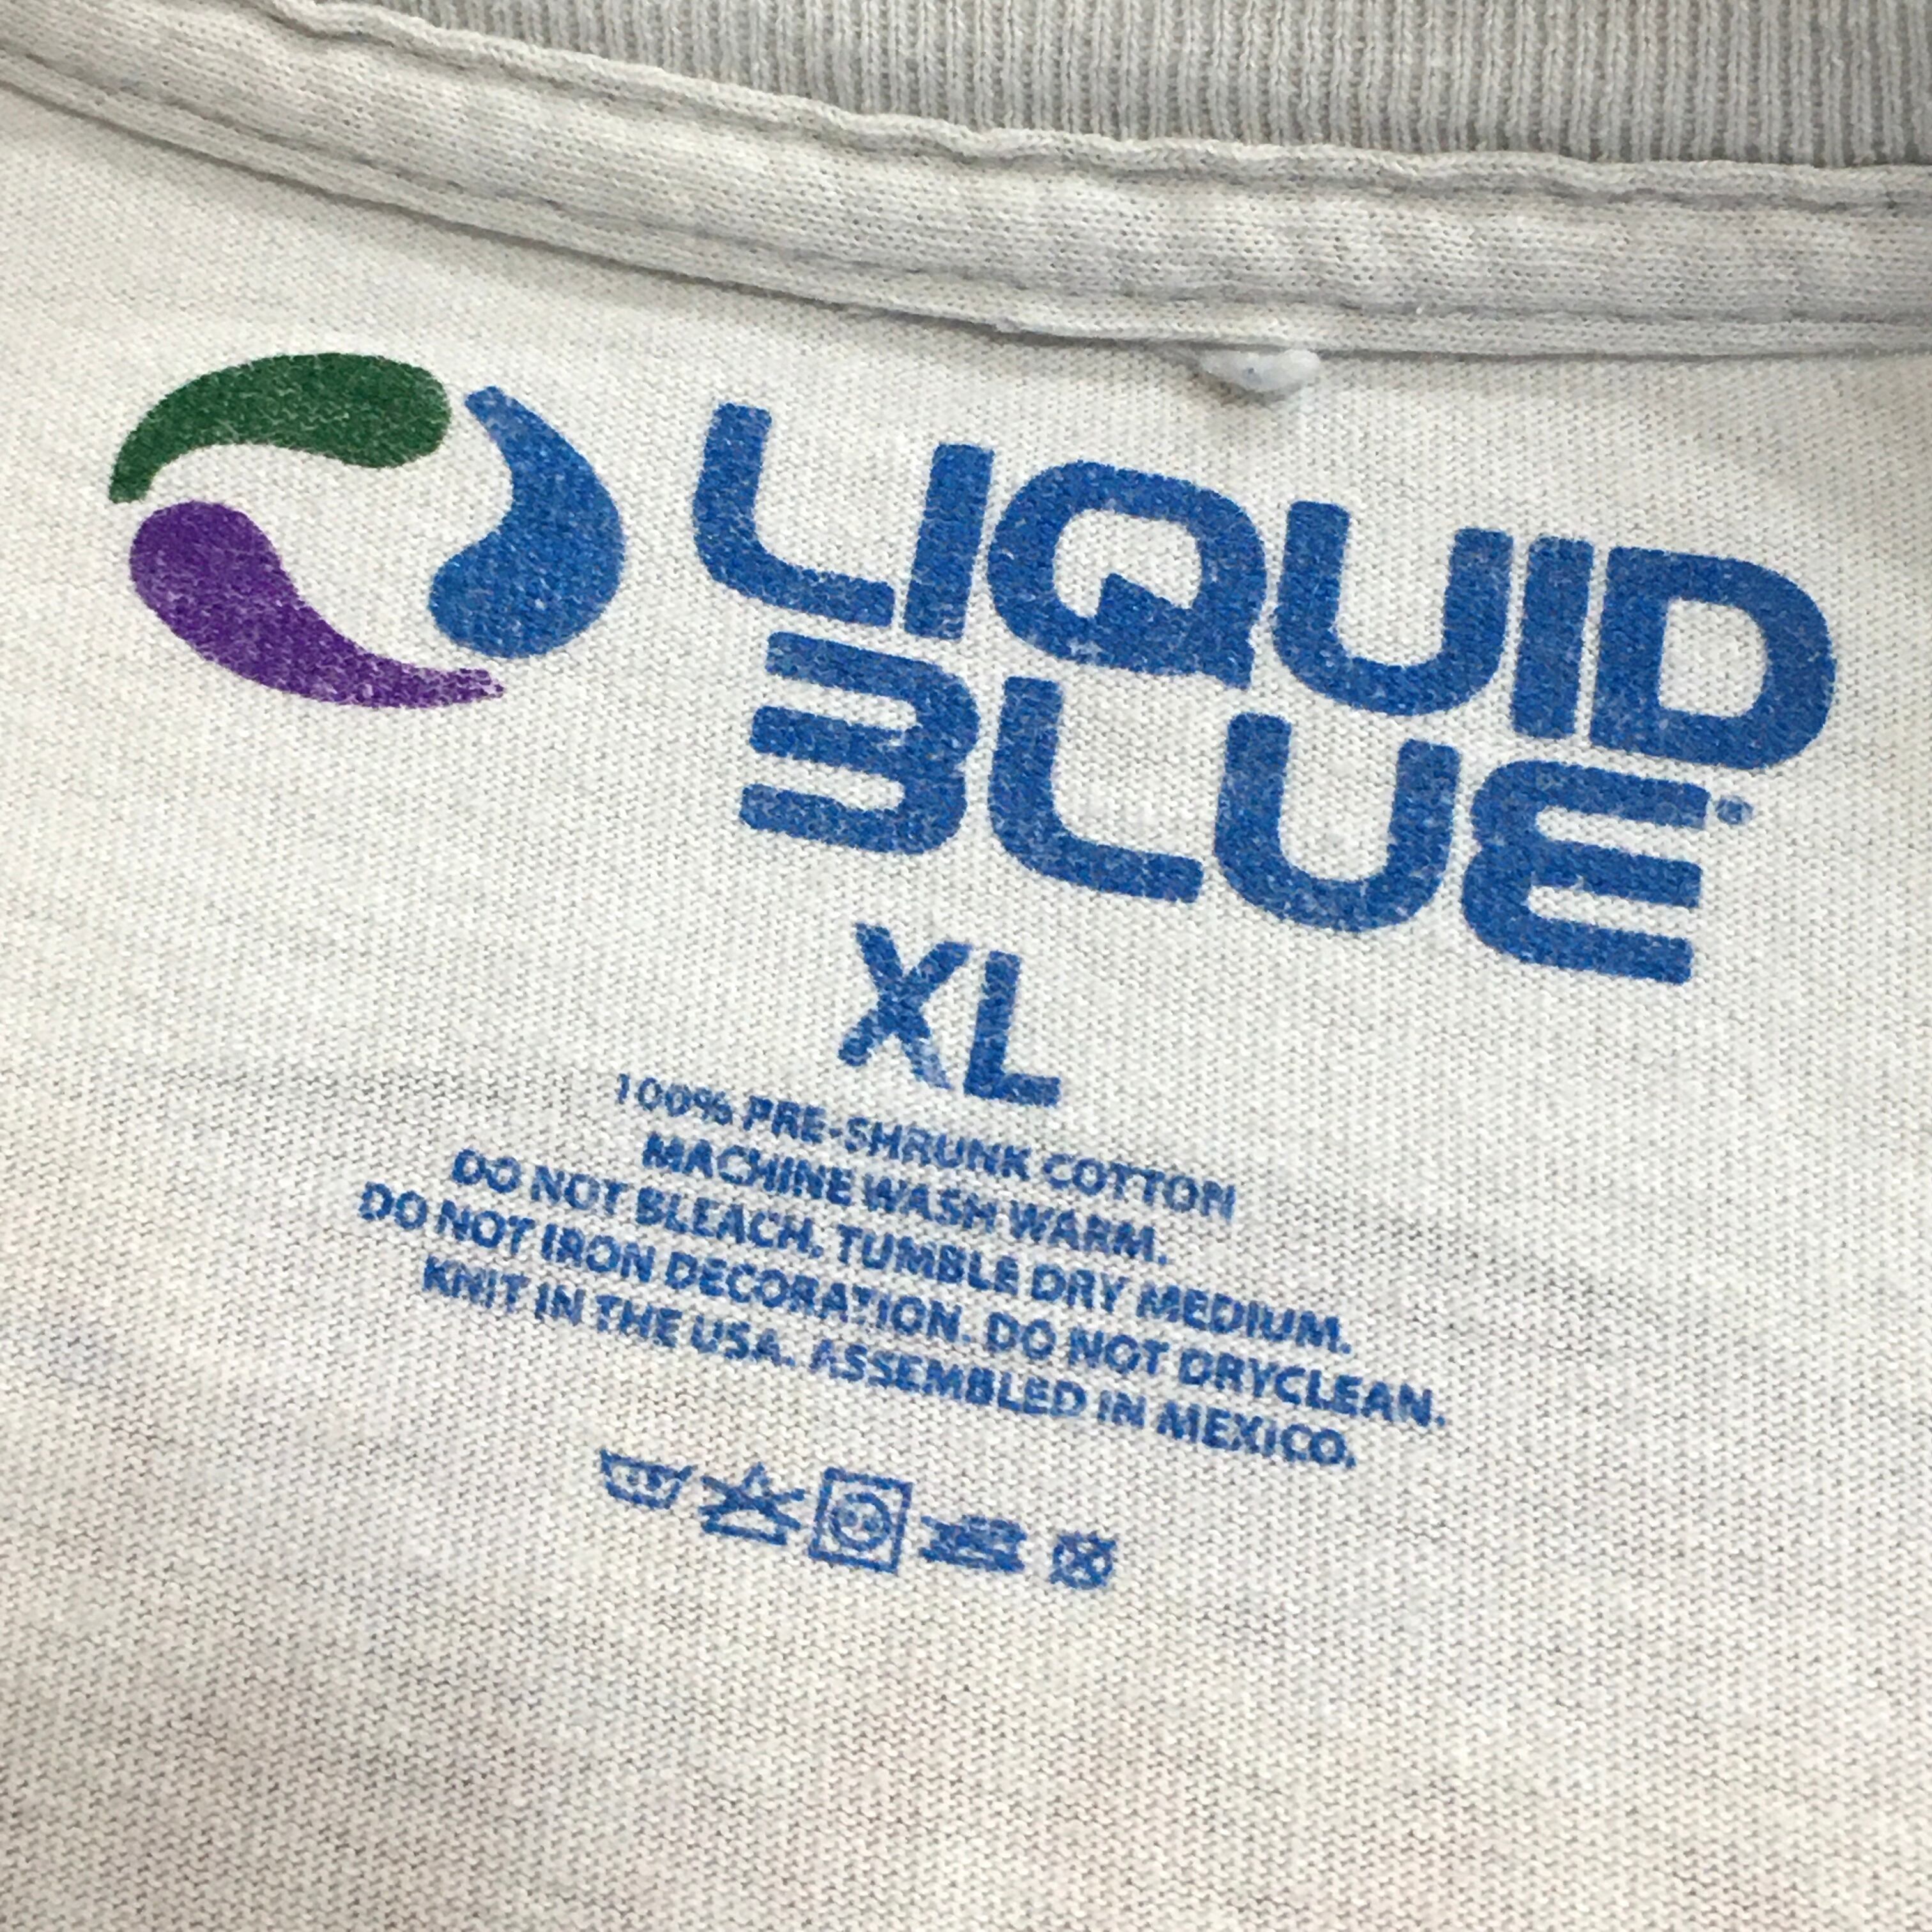 LIQUID
BLUE®
XL
100% PRE-SHRUNK COTTON
MACHINE WASH WARM.
DO NOT BLEACH. TUMBLE DRY MEDIUM.
DO NOT IRON DECORATION. DO NOT DRYCLEAN.
KNIT IN THE USA. ASSEMBLED IN MEXICO.